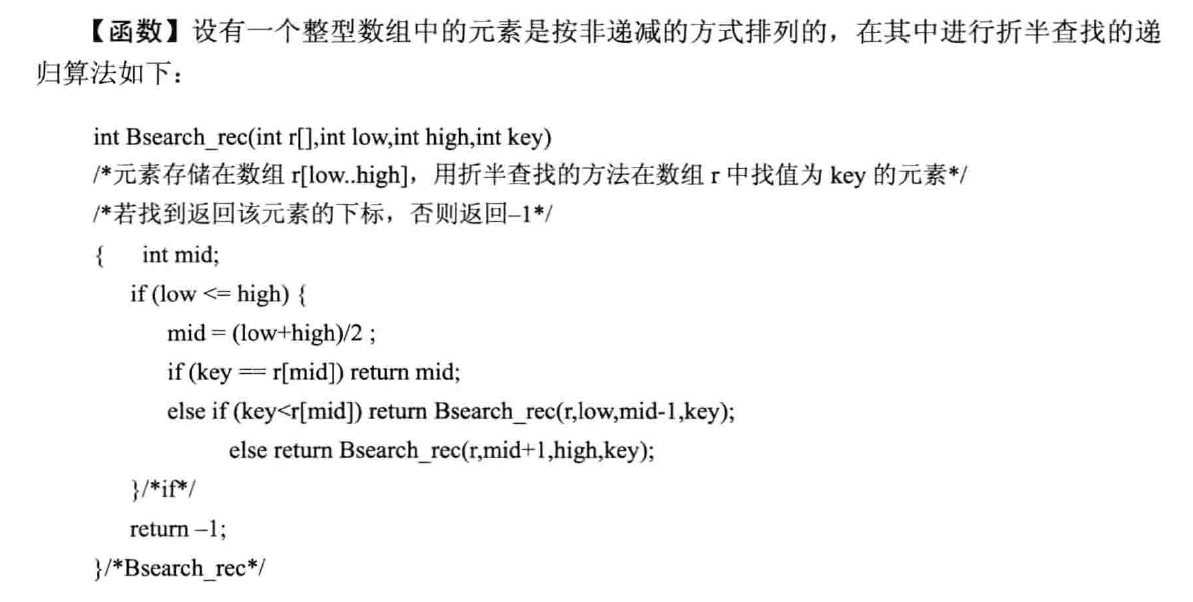 【函数】设有一个整型数组中的元素是按非递减的方式排列的，在其中进行折半查找的递
归算法如下：
int Bsearch_rec(int r[],int low,int high,int key)
/*元素存储在数组 r[low..high]，用折半查找的方法在数组 r 中找值为 key 的元素*/
/*若找到返回该元素的下标，否则返回–1*/
{ int mid;
if (low <= high) {
mid = (low+high)/2 ;
if (key == r[mid]) return mid;
else if (key<r[mid]) return Bsearch_rec(r,low,mid-1,key);
else return Bsearch_rec(r,mid+1,high,key);
}/*if*/
return –1;
}/*Bsearch_rec*/